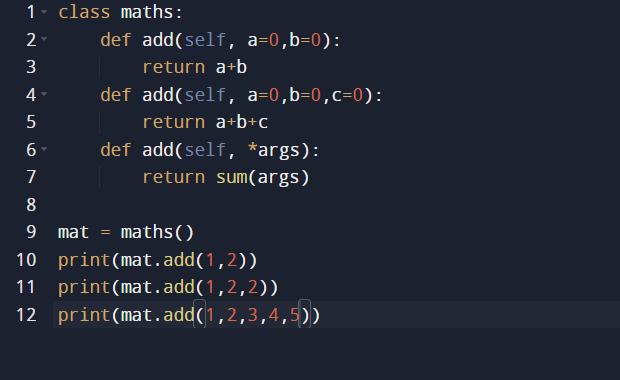 1 class maths:
2     def add(self, a=0,b=0):
3         return a+b
4     def add(self, a=0,b=0,c=0):
5         return a+b+c
6     def add(self, *args):
7         return sum(args)
8
9 mat = maths()
10 print(mat.add(1,2))
11 print(mat.add(1,2,2))
12 print(mat.add(1,2,3,4,5))